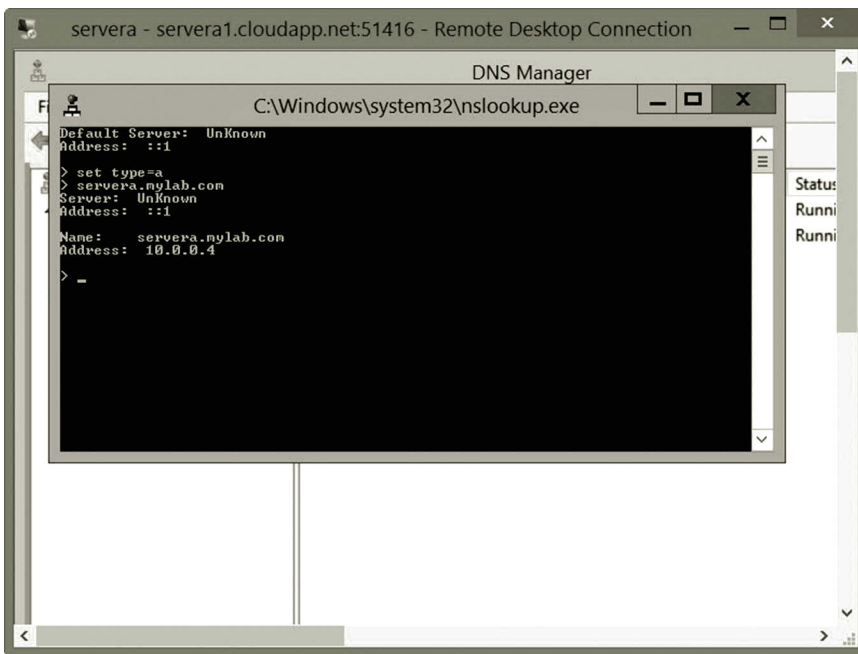 servera - servera1.cloudapp.net:51416 - Remote Desktop Connection
DNS Manager
Fi
C:\Windows\system32\nslookup.exe
Default Server:  UnKnown
Address:  ::1
> set type=a
> servera.mylab.com
Server:  UnKnown
Address:  ::1
Name:    servera.mylab.com
Address:  10.0.0.4
>
Status
Runni
Runni